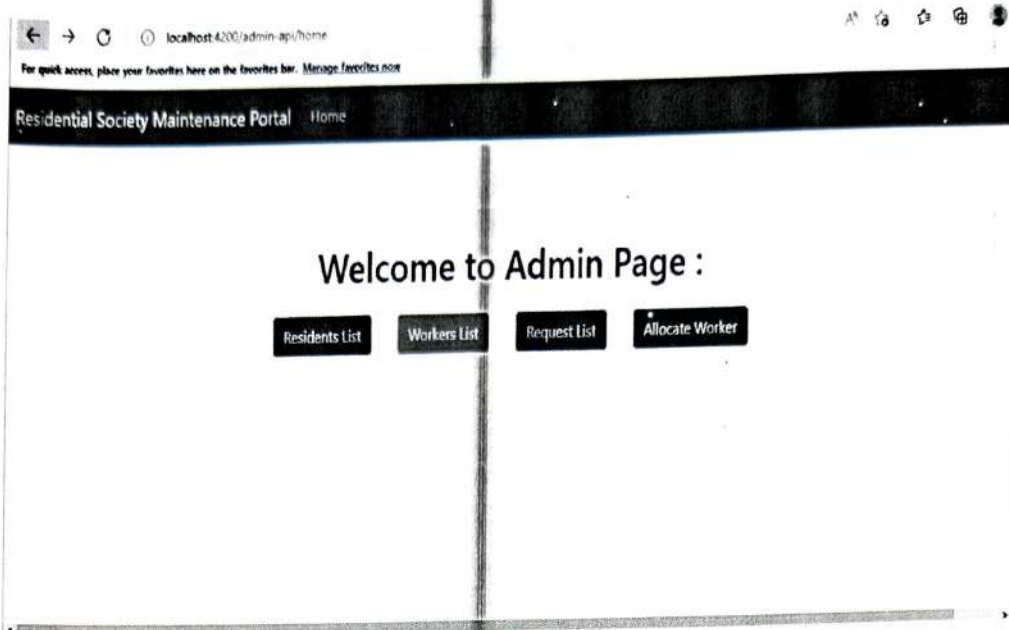 localhost:4200/admin-api/home
For quick access, place your favorites here on the favorites bar. Manage favorites now
Residential Society Maintenance Portal Home
Welcome to Admin Page :
Residents List Workers List Request List Allocate Worker